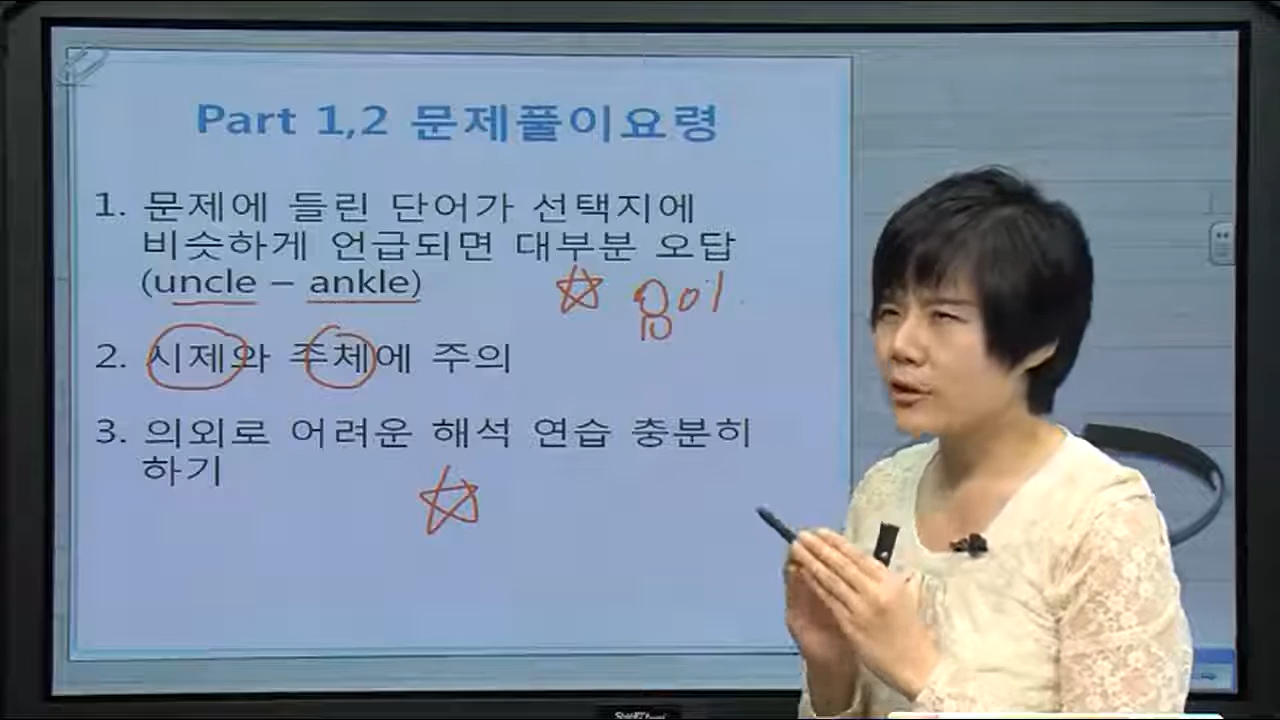 Part 1,2 문제풀이요령
1. 문제에 들린 단어가 선택지에
비슷하게 언급되면 대부분 오답
(uncle – ankle)
2. 시제와 주체에 주의
3. 의외로 어려운 해석 연습 충분히
하기